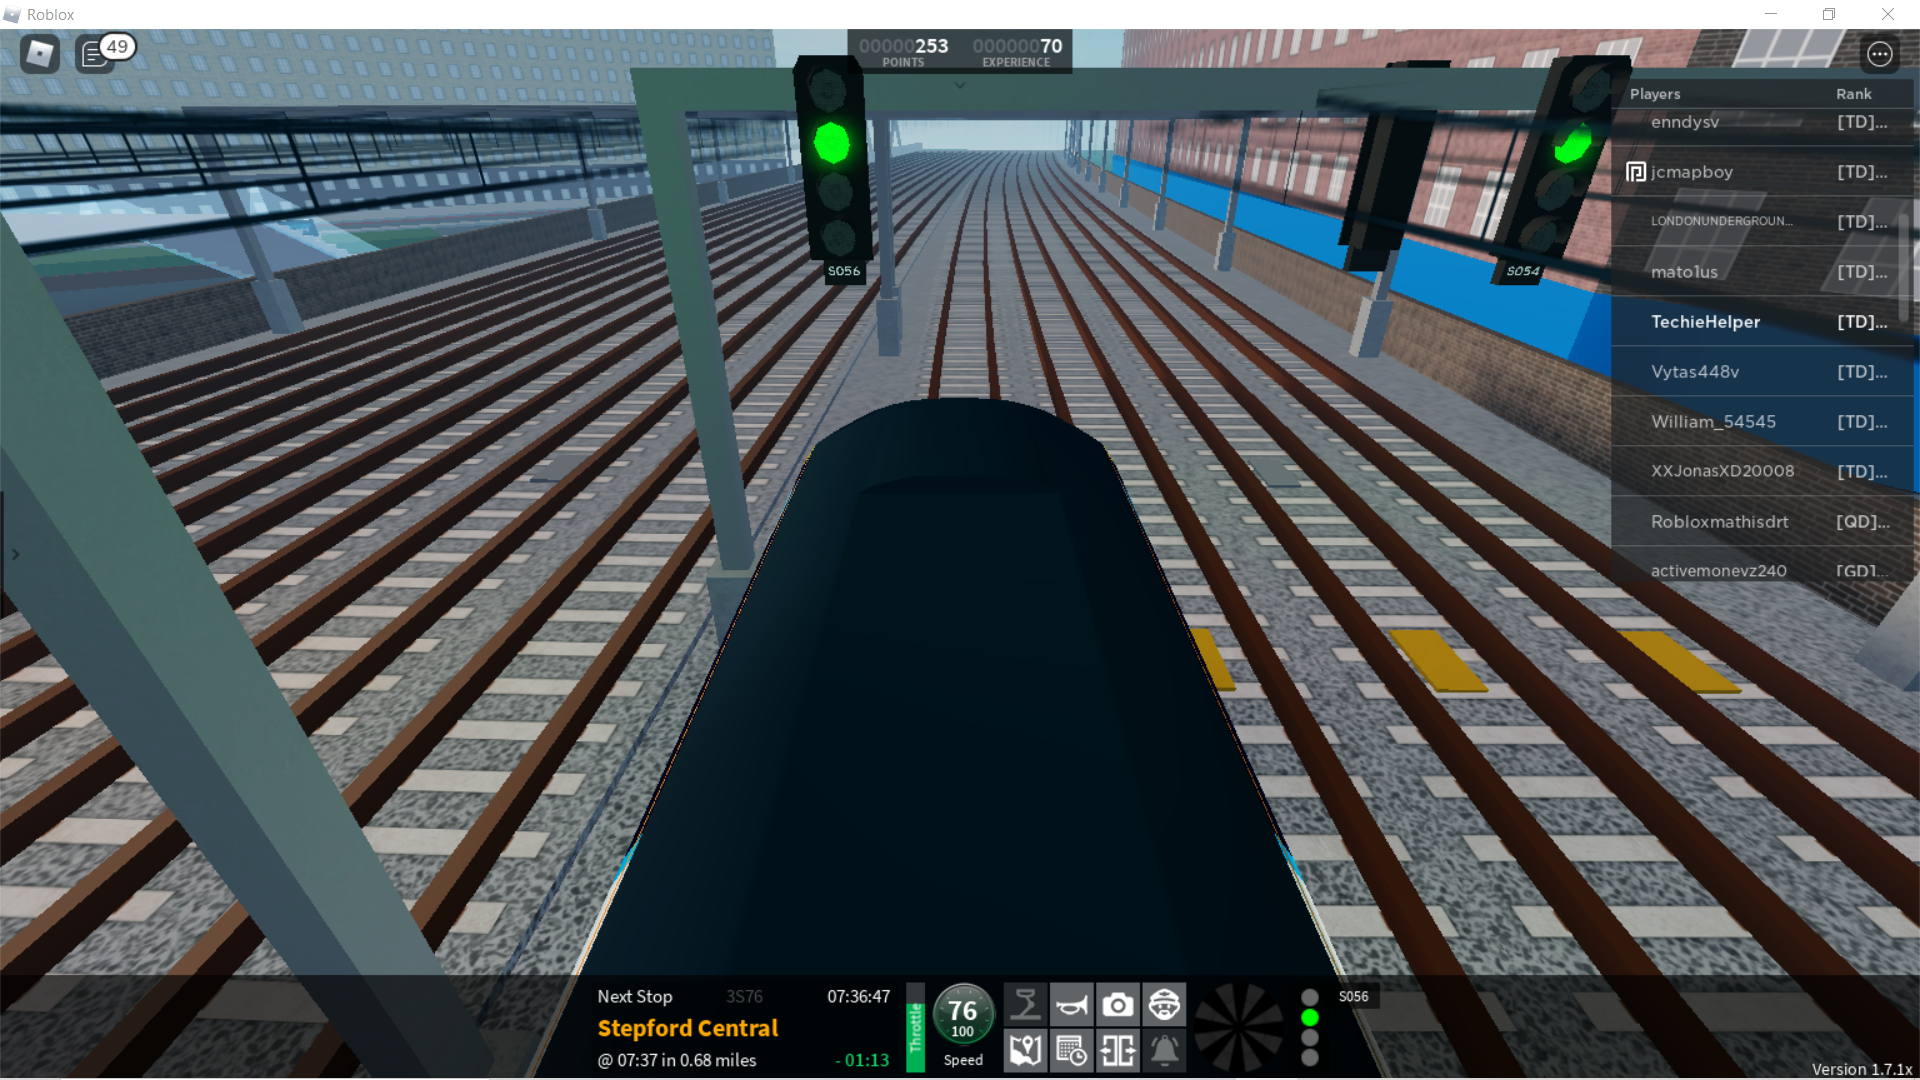 Roblox
49
00000253 000000070
POINTS EXPERIENCE
Players Rank
enndysv [TD]...
jcmapboy [TD]...
LONDONUNDERGROUN... [TD]...
mato1us [TD]...
TechieHelper [TD]...
Vytas448v [TD]...
William_54545 [TD]...
XXJonasXD20008 [TD]...
Robloxmathisdrt [QD]...
activemonevz240 [GD]...
S056
S054
Next Stop 3S76 07:36:47
Stepford Central
@ 07:37 in 0.68 miles - 01:13
Throttle
76
100
Speed
S056
Version 1.7.1x